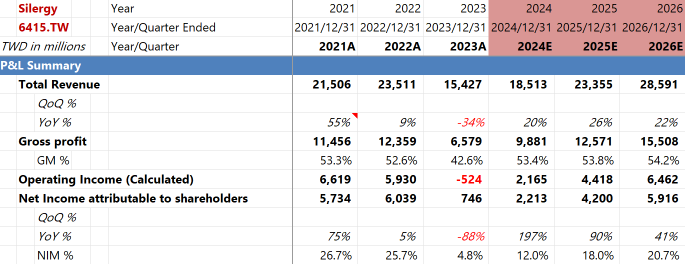 Silergy Year 2021 2022 2023 2024 2025 2026
6415.TW Year/Quarter Ended 2021/12/31 2022/12/31 2023/12/31 2024/12/31 2025/12/31 2026/12/31
TWD in millions Year/Quarter 2021A 2022A 2023A 2024E 2025E 2026E
P&L Summary
Total Revenue 21,506 23,511 15,427 18,513 23,355 28,591
QoQ %
YoY % 55% 9% -34% 20% 26% 22%
Gross profit 11,456 12,359 6,579 9,881 12,571 15,508
GM % 53.3% 52.6% 42.6% 53.4% 53.8% 54.2%
Operating Income (Calculated) 6,619 5,930 -524 2,165 4,418 6,462
Net Income attributable to shareholders 5,734 6,039 746 2,213 4,200 5,916
QoQ %
YoY % 75% 5% -88% 197% 90% 41%
NIM % 26.7% 25.7% 4.8% 12.0% 18.0% 20.7%